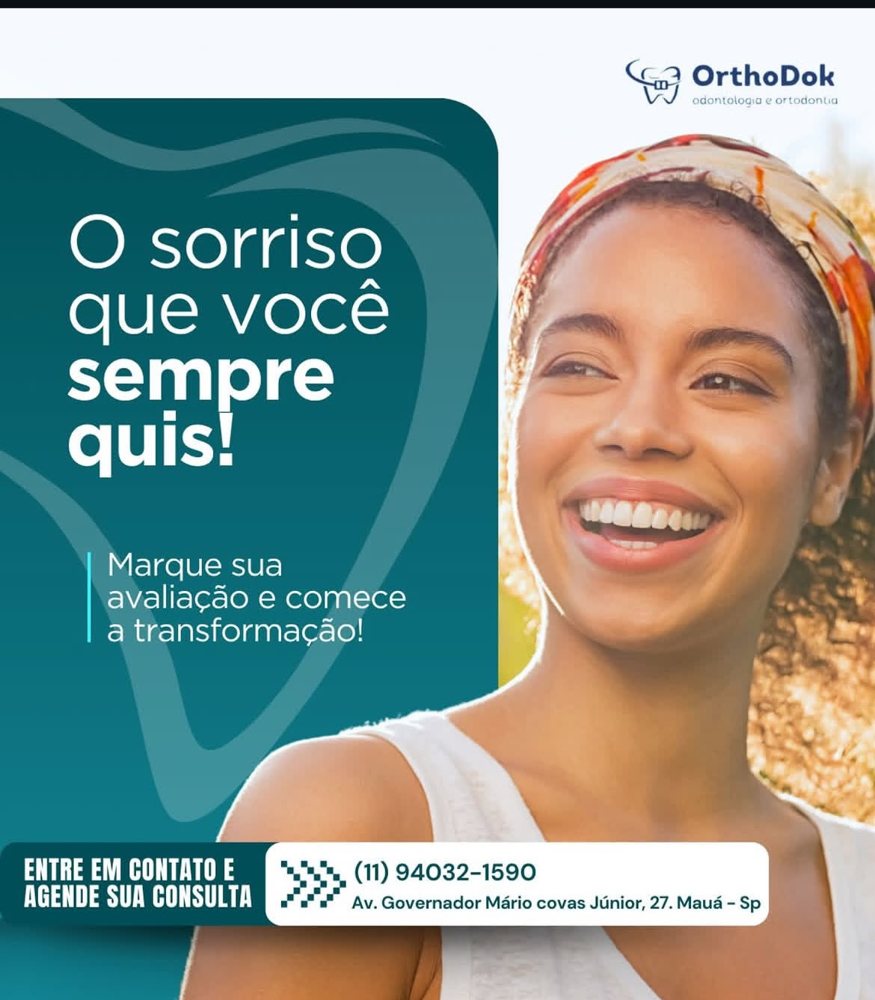 OrthoDok
odontologia e ortodontia
O sorriso
que você
sempre
quis!
Marque sua
avaliação e comece
a transformação!
ENTRE EM CONTATO E
AGENDE SUA CONSULTA
(11) 94032-1590
Av. Governador Mário covas Júnior, 27. Mauá - Sp